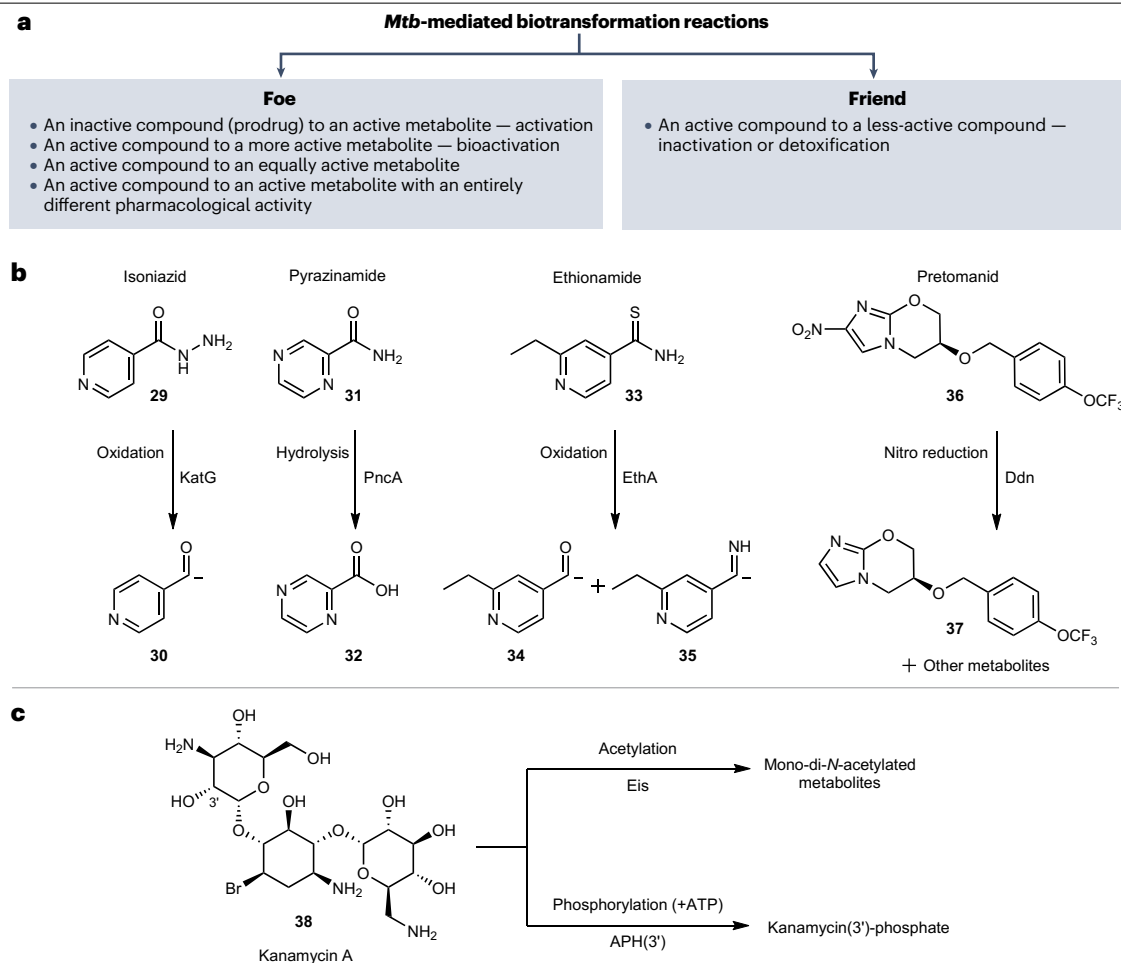 a
Mtb-mediated biotransformation reactions
Foe
• An inactive compound (prodrug) to an active metabolite — activation
• An active compound to a more active metabolite — bioactivation
• An active compound to an equally active metabolite
• An active compound to an active metabolite with an entirely
different pharmacological activity
Friend
• An active compound to a less-active compound —
inactivation or detoxification
b
Isoniazid
O
N
H
NH2
N
29
Oxidation
KatG
O
–
N
30
Pyrazinamide
O
N
NH2
N
31
Hydrolysis
PncA
O
N
OH
N
32
Ethionamide
S
NH2
N
33
Oxidation
EthA
O
–
N
34
+
NH
–
N
35
Pretomanid
O2N
N
O
N
O
OCF3
36
Nitro reduction
Ddn
N
O
N
O
OCF3
37
+ Other metabolites
c
OH
H2N
OH
O
HO
3'
O
OH
O
OH
OH
O
OH
Br
NH2
NH2
38
Kanamycin A
Acetylation
Eis
Mono-di-N-acetylated
metabolites
Phosphorylation (+ATP)
APH(3')
Kanamycin(3')-phosphate